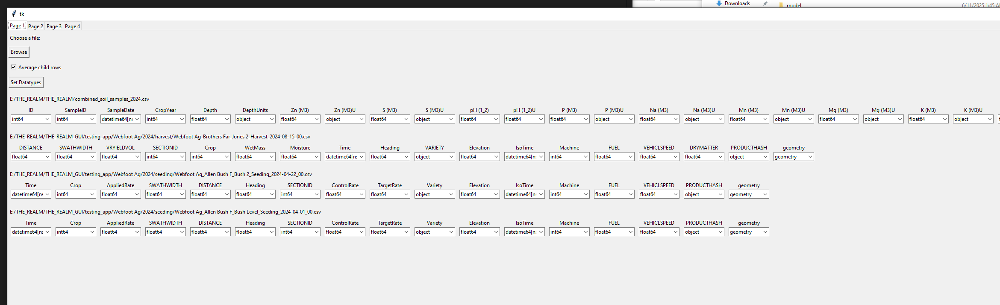 Downloads
model
6/11/2025 1:45 A
tk
Page 1 Page 2 Page 3 Page 4
Choose a file:
Browse
Average child rows
Set Datatypes
E:/THE_REALM/THE_REALM/combined_soil_samples_2024.csv
ID SampleID SampleDate CropYear Depth DepthUnits Zn (M3) Zn (M3)U S (M3) S (M3)U pH (1_2) pH (1_2)U P (M3) P (M3)U Na (M3) Na (M3)U Mn (M3) Mn (M3)U Mg (M3) Mg (M3)U K (M3) K (M3)U
int64 int64 datetime64[n: int64 float64 object float64 object float64 object float64 float64 float64 object float64 object float64 object float64 object float64 object
E:/THE_REALM/THE_REALM_GUI/testing_app/Webfoot Ag/2024/harvest/Webfoot Ag_Brothers Far_Jones 2_Harvest_2024-08-15_00.csv
DISTANCE SWATHWIDTH VRYIELDVOL SECTIONID Crop WetMass Moisture Time Heading VARIETY Elevation IsoTime Machine FUEL VEHICLSPEED DRYMATTER PRODUCTHASH geometry
float64 float64 float64 int64 int64 float64 float64 datetime64[n: float64 object float64 datetime64[n: int64 float64 float64 float64 object geometry
E:/THE_REALM/THE_REALM_GUI/testing_app/Webfoot Ag/2024/seeding/Webfoot Ag_Allen Bush F_Bush 2_Seeding_2024-04-22_00.csv
Time Crop AppliedRate SWATHWIDTH DISTANCE Heading SECTIONID ControlRate TargetRate Variety Elevation IsoTime Machine FUEL VEHICLSPEED PRODUCTHASH geometry
datetime64[n: int64 float64 float64 float64 float64 int64 float64 float64 object float64 datetime64[n: int64 float64 float64 object geometry
E:/THE_REALM/THE_REALM_GUI/testing_app/Webfoot Ag/2024/seeding/Webfoot Ag_Allen Bush F_Bush Level_Seeding_2024-04-01_00.csv
Time Crop AppliedRate SWATHWIDTH DISTANCE Heading SECTIONID ControlRate TargetRate Variety Elevation IsoTime Machine FUEL VEHICLSPEED PRODUCTHASH geometry
datetime64[n: int64 float64 float64 float64 float64 int64 float64 float64 object float64 datetime64[n: int64 float64 float64 object geometry